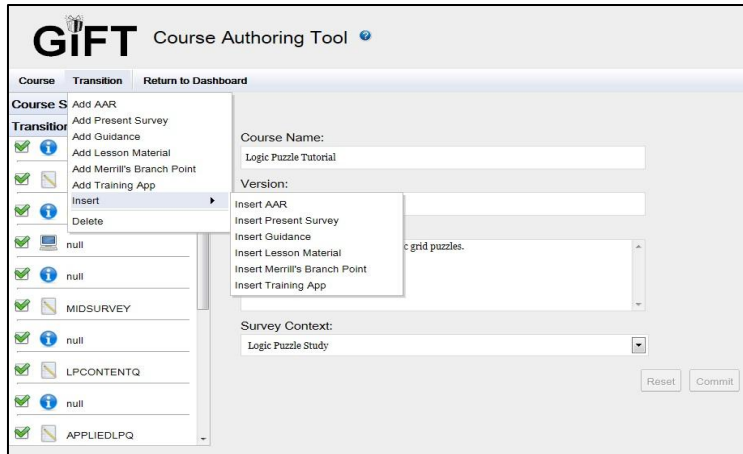 GIFT Course Authoring Tool ?
Course Transition Return to Dashboard
Course S
Transition
Add AAR
Add Present Survey
Add Guidance
Add Lesson Material
Add Merrill's Branch Point
Add Training App
Insert
Delete
Insert AAR
Insert Present Survey
Insert Guidance
Insert Lesson Material
Insert Merrill's Branch Point
Insert Training App
null
null
MIDSURVEY
null
LPCONTENTQ
null
APPLIEDLPQ
Course Name:
Logic Puzzle Tutorial
Version:
c grid puzzles.
Survey Context:
Logic Puzzle Study
Reset Commit